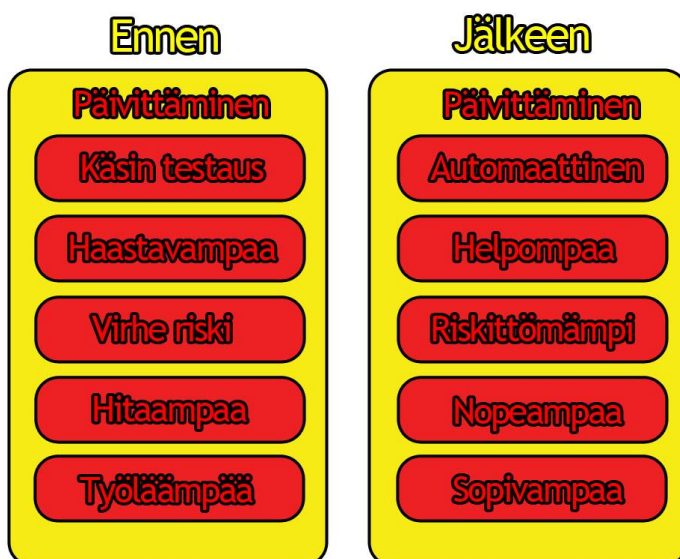 Ennen
Päivittäminen
Käsin testaus
Haastavampaa
Virhe riski
Hitaampaa
Työläämpää
Jälkeen
Päivittäminen
Automaattinen
Helpompaa
Riskittömämpi
Nopeampaa
Sopivampaa